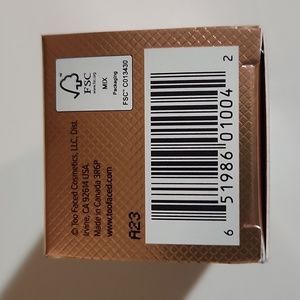 FSC
www.fsc.org
MIX
Packaging
FSC® C013430
© Too Faced Cosmetics, LLC, Dist.
Irvine, CA 92614 USA.
Made in Canada 3R6P
www.toofaced.com
A23
6 51986 01004 2